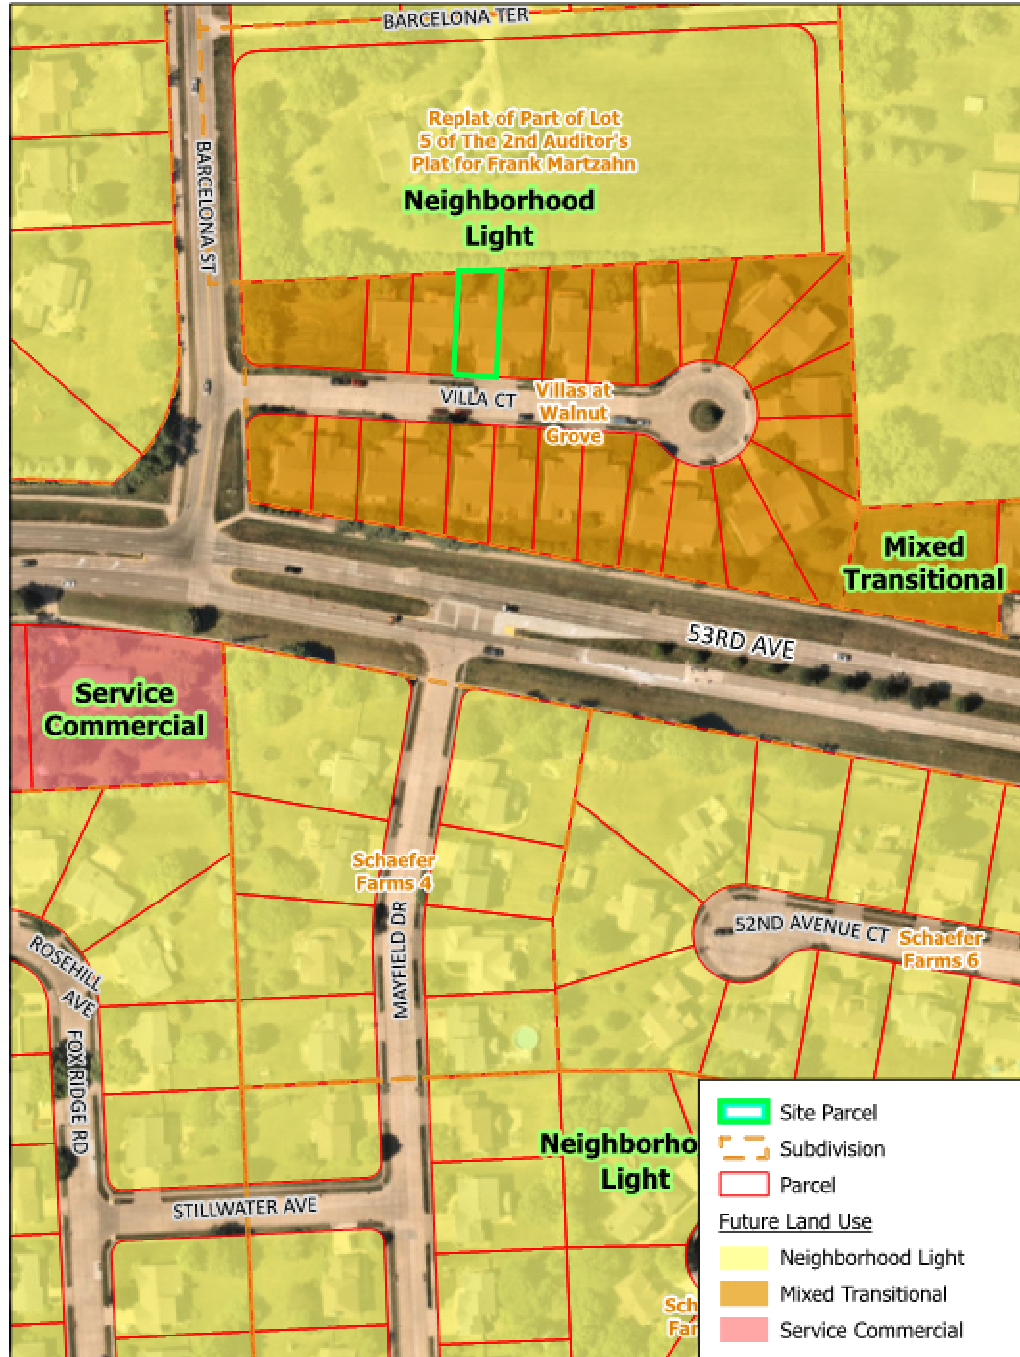 BARCELONA TER
Replat of Part of Lot
5 of The 2nd Auditor's
Plat for Frank Martzahn
BARCELONA ST
Neighborhood
Light
VILLA CT
Villas at
Walnut
Grove
Mixed
Transitional
53RD AVE
Service
Commercial
Schaefer
Farms 4
MAYFIELD DR
52ND AVENUE CT
Schaefer
Farms 6
ROSEHILL
AVE
FOXRIDGE RD
Neighborho
Light
STILLWATER AVE
Sch
Far
Site Parcel
Subdivision
Parcel
Future Land Use
Neighborhood Light
Mixed Transitional
Service Commercial